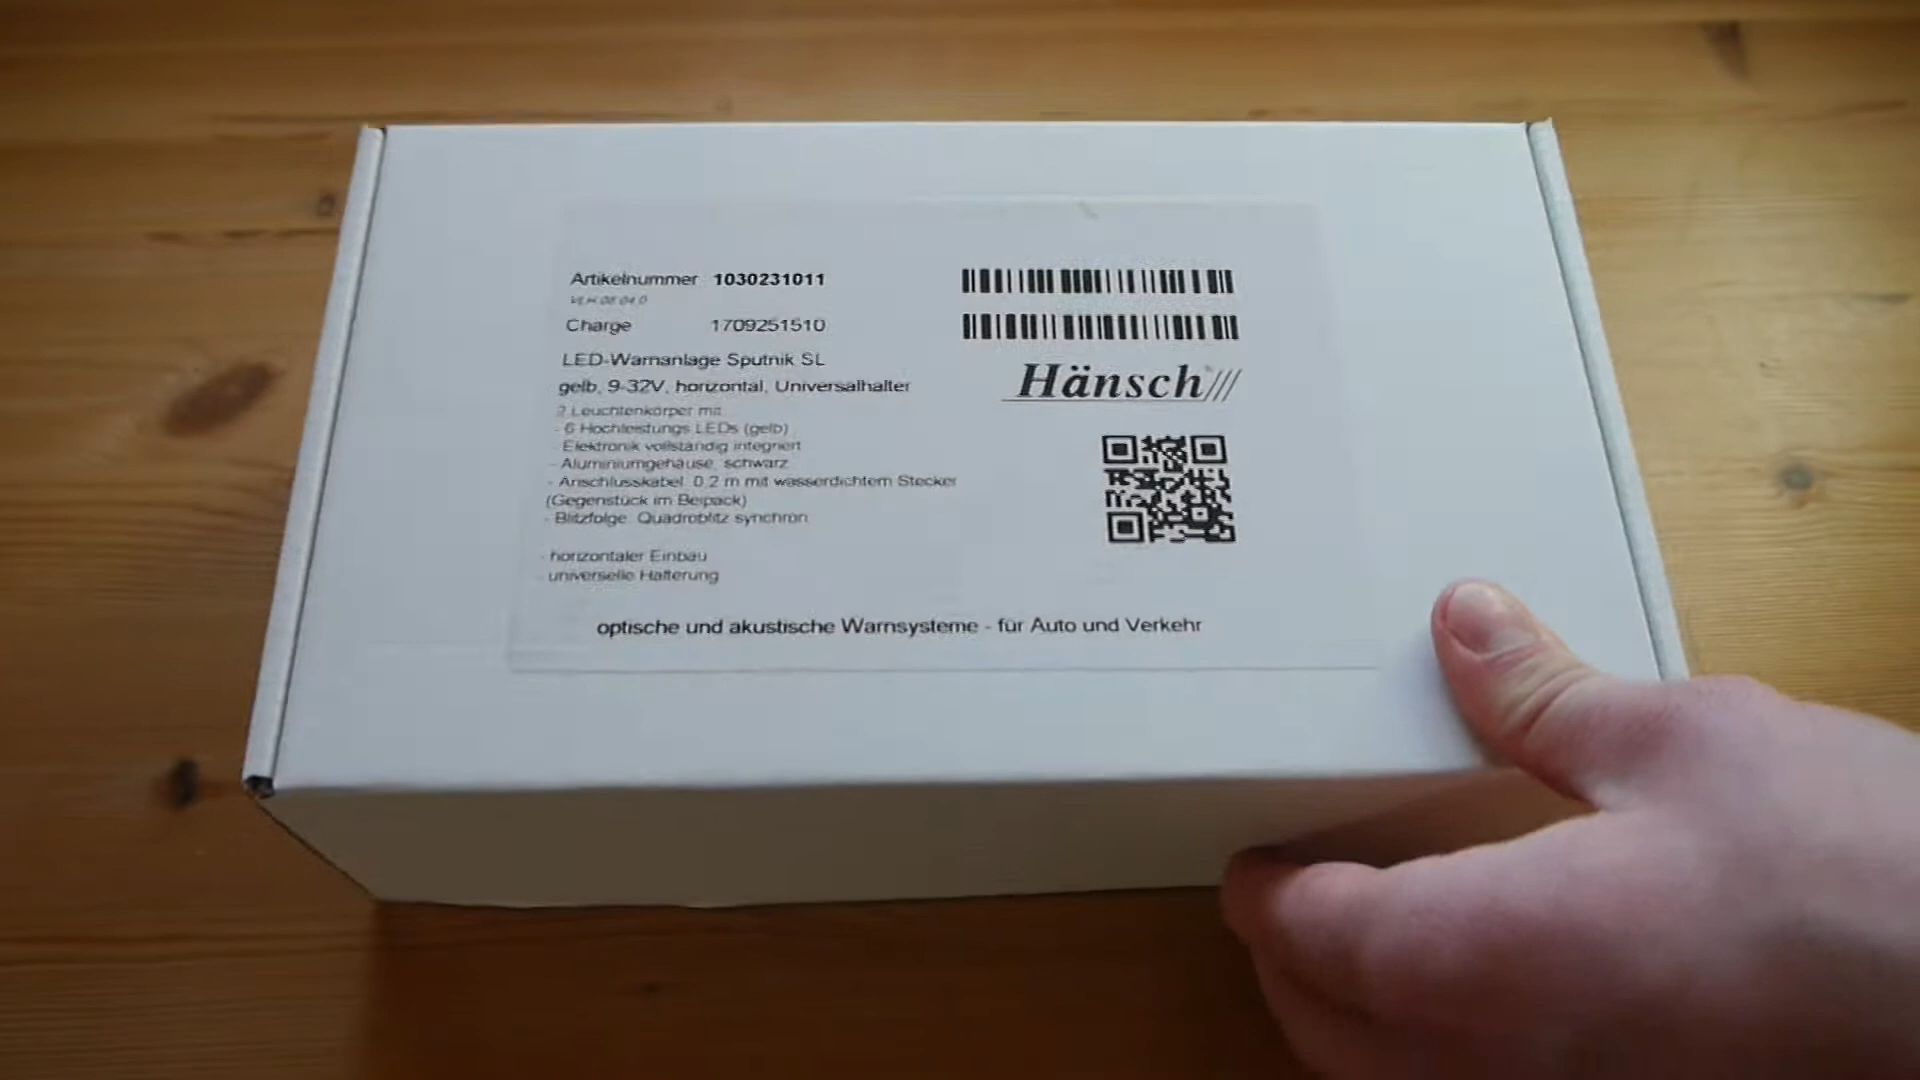 Artikelnummer 1030231011
Charge 1709251510
LED-Warnanlage Sputnik SL
gelb, 9-32V, horizontal, Universalhalter
2 Leuchtenkörper mit
- 6 Hochleistungs LEDs (gelb)
- Elektronik vollständig integriert
- Aluminiumgehäuse, schwarz
- Anschlusskabel 0,2 m mit wasserdichtem Stecker
(Gegenstück im Beipack)
- Blitzfolge: Quadroblitz synchron
- horizontaler Einbau
- universelle Halterung
Hänsch
optische und akustische Warnsysteme - für Auto und Verkehr